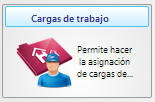 Cargas de trabajo
Permite hacer
la asignación
de cargas de...